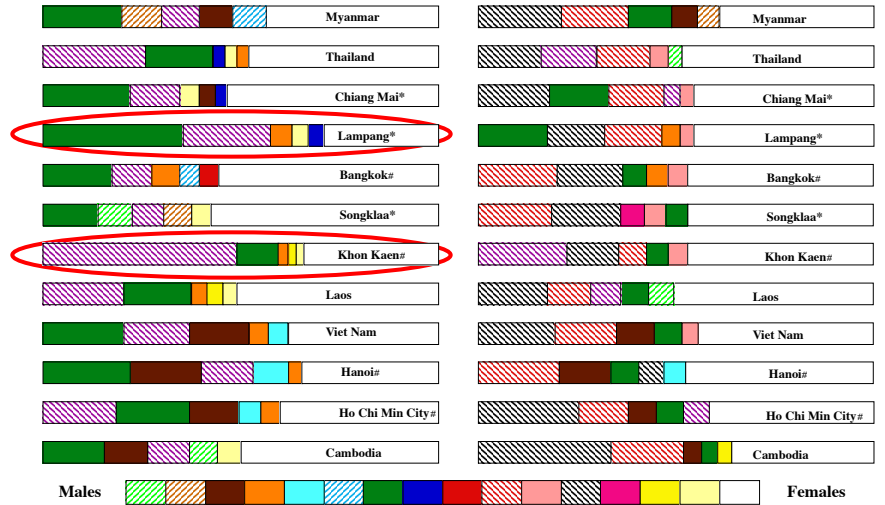 Myanmar Myanmar
Thailand Thailand
Chiang Mai* Chiang Mai*
Lampang* Lampang*
Bangkok# Bangkok#
Songklaa* Songklaa*
Khon Kaen# Khon Kaen#
Laos Laos
Viet Nam Viet Nam
Hanoi# Hanoi#
Ho Chi Min City# Ho Chi Min City#
Cambodia Cambodia
Males Females